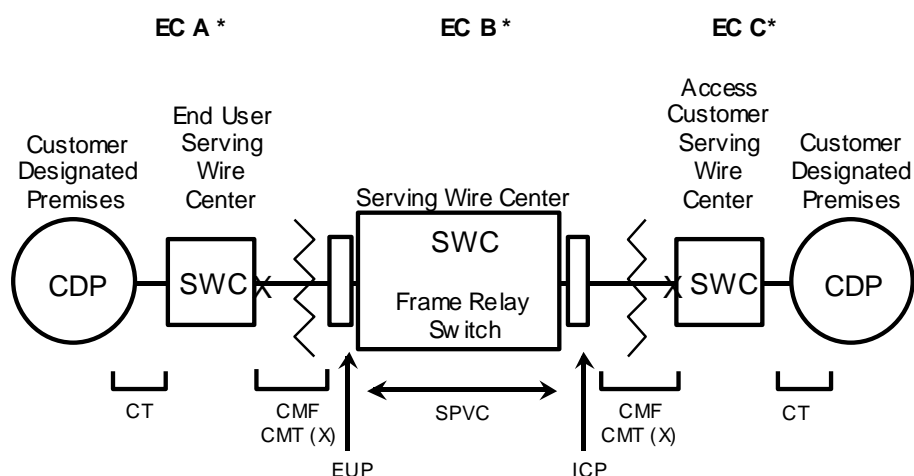 EC A *
EC B*
EC C*
End User
Serving
Wire
Center
Access
Customer
Serving
Wire
Center
Customer
Designated
Premises
Serving Wire Center
Customer
Designated
Premises
CDP
SWC
X
SWC
Frame Relay
Switch
X
SWC
CDP
CT
CMF
CMT (X)
SPVC
CMF
CMT (X)
CT
EUP
ICP